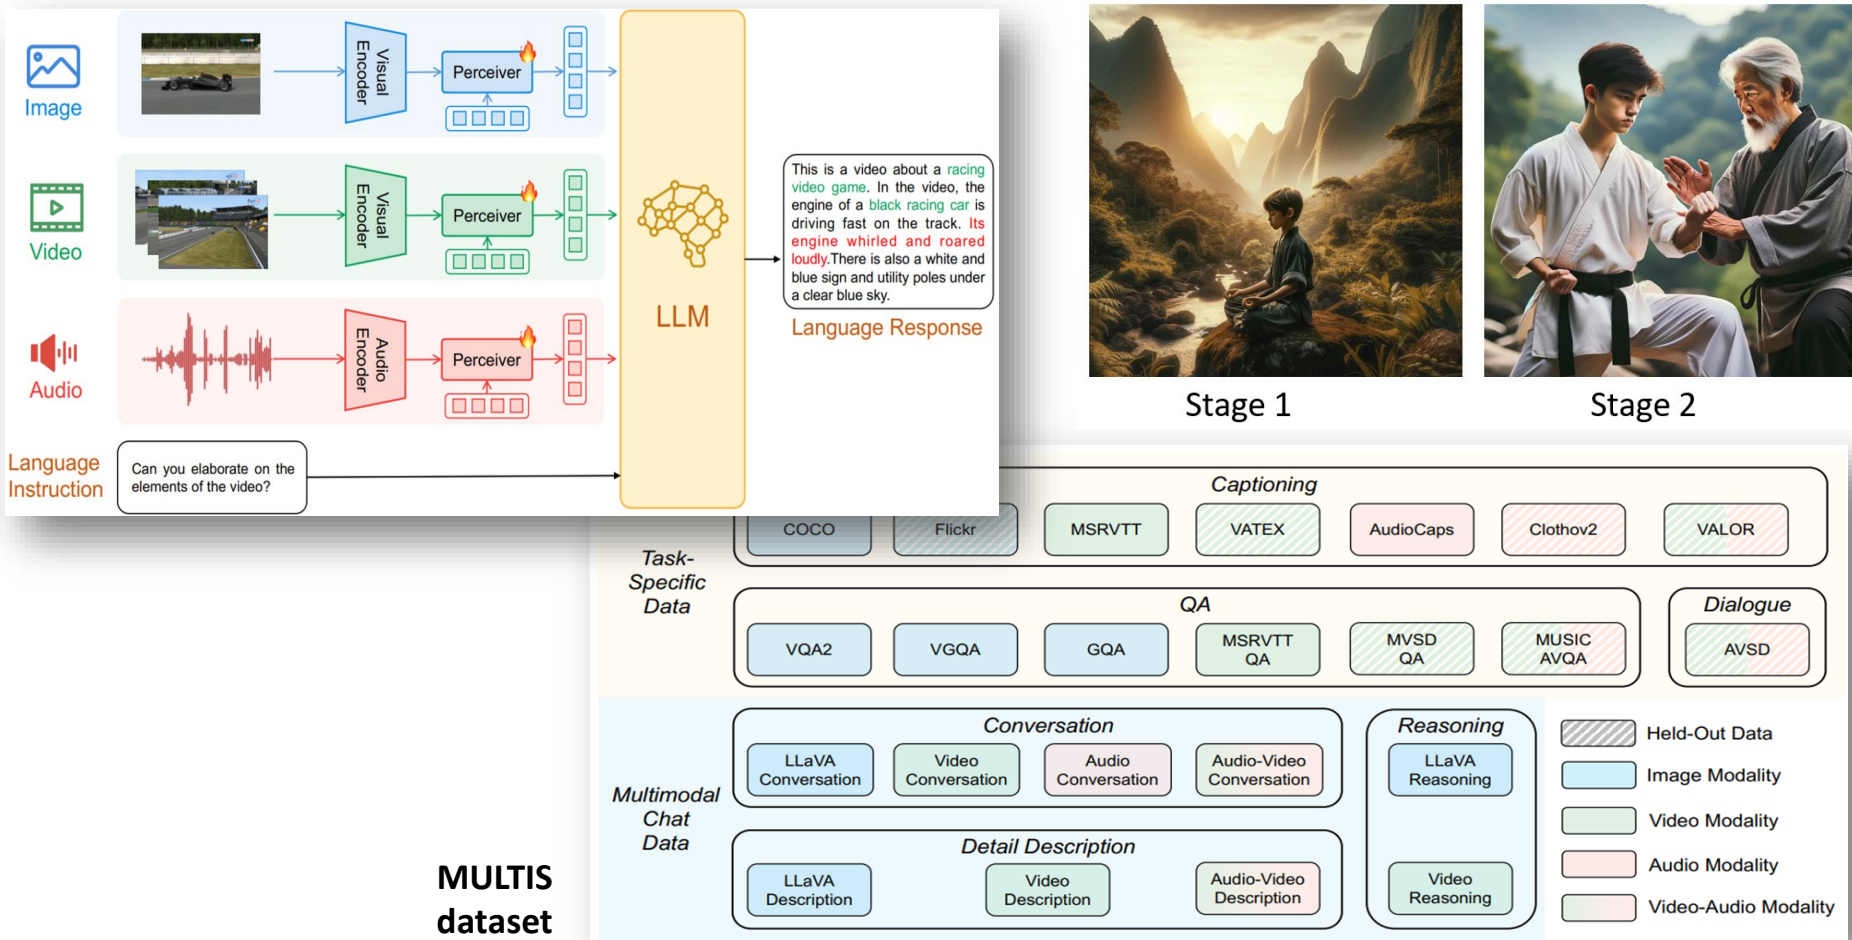 Image
Visual
Encoder
Perceiver
Video
Visual
Encoder
Perceiver
Audio
Audio
Encoder
Perceiver
Language
Instruction
Can you elaborate on the
elements of the video?
LLM
This is a video about a racing
video game. In the video, the
engine of a black racing car is
driving fast on the track. Its
engine whirled and roared
loudly.There is also a white and
blue sign and utility poles under
a clear blue sky.
Language Response
Stage 1
Stage 2
Captioning
COCO
Flickr
MSRVTT
VATEX
AudioCaps
Clothov2
VALOR
Task-
Specific
Data
QA
VQA2
VGQA
GQA
MSRVTT
QA
MVSD
QA
MUSIC
AVQA
Dialogue
AVSD
Multimodal
Chat
Data
Conversation
LLaVA
Conversation
Video
Conversation
Audio
Conversation
Audio-Video
Conversation
Reasoning
LLaVA
Reasoning
Video
Reasoning
Detail Description
LLaVA
Description
Video
Description
Audio-Video
Description
Held-Out Data
Image Modality
Video Modality
Audio Modality
Video-Audio Modality
MULTIS
dataset